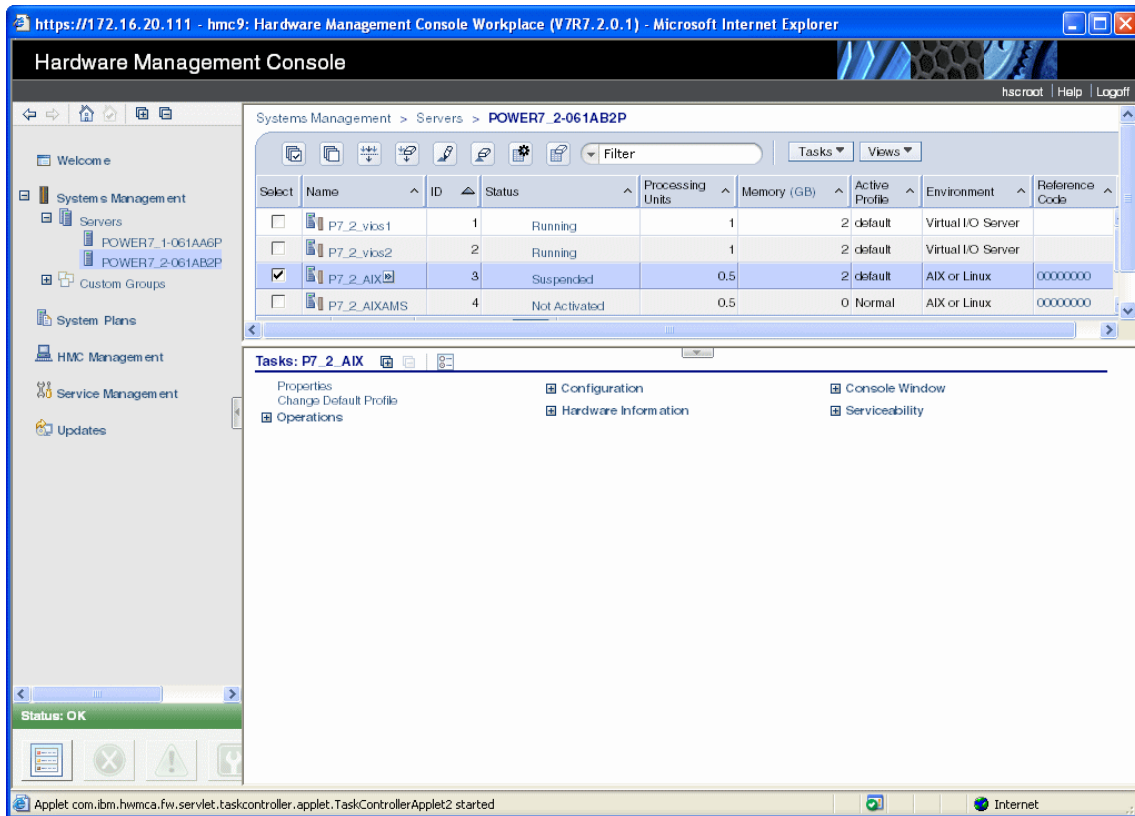 https://172.16.20.111 - hmc9: Hardware Management Console Workplace (V7R7.2.0.1) - Microsoft Internet Explorer
Hardware Management Console
hscroot | Help | Logoff
Welcome
Systems Management
Servers
POWER7_1-061AA6P
POWER7_2-061AB2P
Custom Groups
System Plans
HMC Management
Service Management
Updates
Status: OK
Systems Management > Servers > POWER7_2-061AB2P
Filter Tasks Views
Select Name ID Status Processing Units Memory (GB) Active Profile Environment Reference Code
P7_2_vios1 1 Running 1 2 default Virtual I/O Server
P7_2_vios2 2 Running 1 2 default Virtual I/O Server
P7_2_AIX 3 Suspended 0.5 2 default AIX or Linux 00000000
P7_2_AIXAMS 4 Not Activated 0.5 0 Normal AIX or Linux 00000000
Tasks: P7_2_AIX
Properties
Change Default Profile
Operations
Configuration
Hardware Information
Console Window
Serviceability
Applet com.ibm.hwmca.fw.servlet.taskcontroller.applet.TaskControllerApplet2 started
Internet